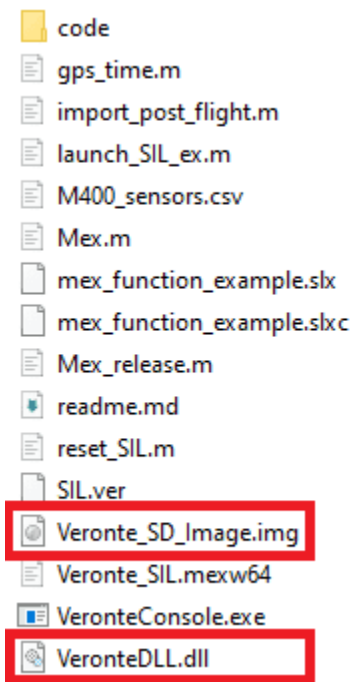 code
gps_time.m
import_post_flight.m
launch_SIL_ex.m
M400_sensors.csv
Mex.m
mex_function_example.slx
mex_function_example.slxc
Mex_release.m
readme.md
reset_SIL.m
SIL.ver
Veronte_SD_Image.img
Veronte_SIL.mexw64
VeronteConsole.exe
VeronteDLL.dll